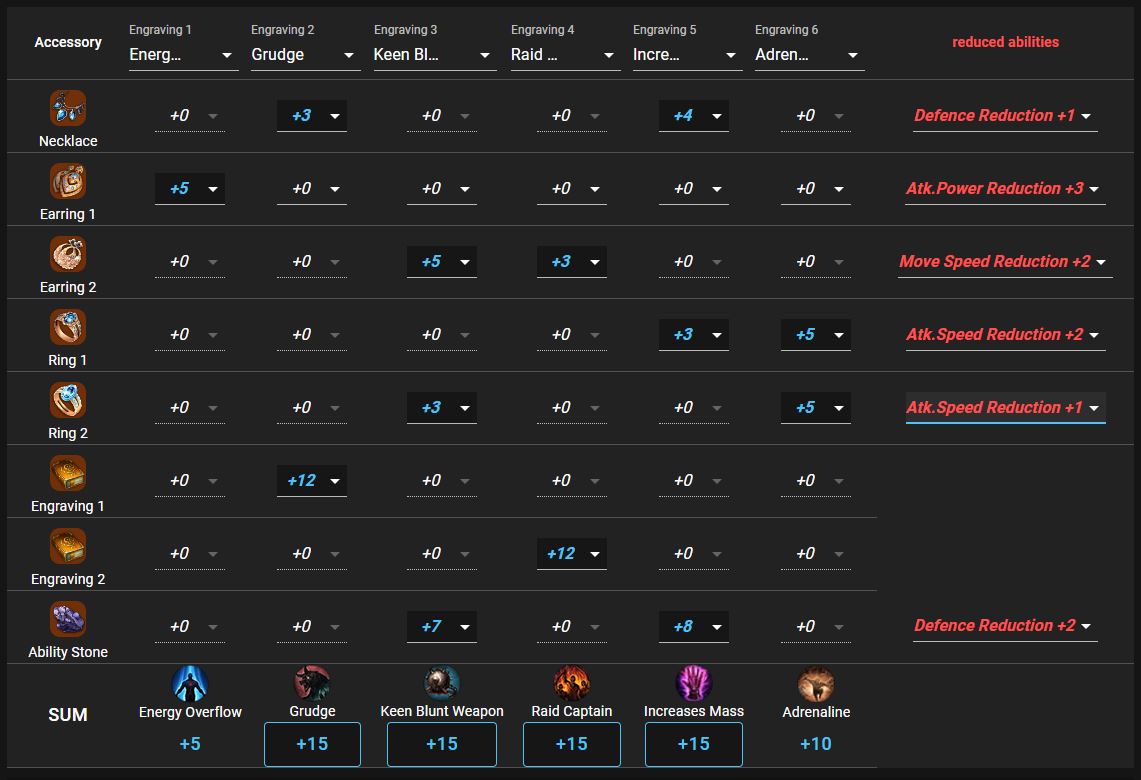 Accessory
Engraving 1 Engraving 2 Engraving 3 Engraving 4 Engraving 5 Engraving 6
Energ... Grudge Keen Bl... Raid ... Incre... Adren...
reduced abilities
+0 +3 +0 +0 +4 +0 Defence Reduction +1
Necklace
+5 +0 +0 +0 +0 +0 Atk.Power Reduction +3
Earring 1
+0 +0 +5 +3 +0 +0 Move Speed Reduction +2
Earring 2
+0 +0 +0 +0 +3 +5 Atk.Speed Reduction +2
Ring 1
+0 +0 +3 +0 +0 +5 Atk.Speed Reduction +1
Ring 2
+0 +12 +0 +0 +0 +0
Engraving 1
+0 +0 +0 +12 +0 +0
Engraving 2
+0 +0 +7 +0 +8 +0 Defence Reduction +2
Ability Stone
SUM
Energy Overflow Grudge Keen Blunt Weapon Raid Captain Increases Mass Adrenaline
+5 +15 +15 +15 +15 +10